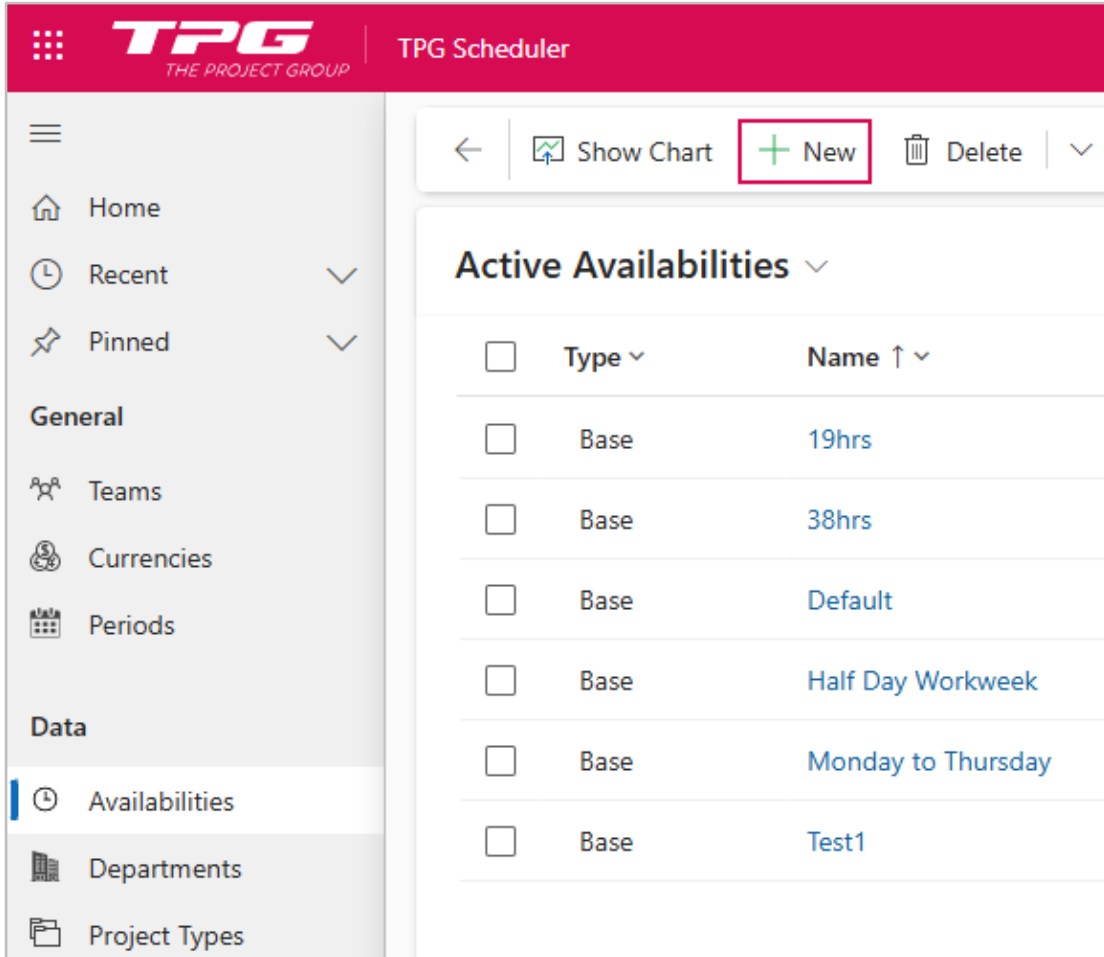 TPG
THE PROJECT GROUP
TPG Scheduler
Home
Recent
Pinned
General
Teams
Currencies
Periods
Data
Availabilities
Departments
Project Types
Show Chart
New
Delete
Active Availabilities
Type Name
Base 19hrs
Base 38hrs
Base Default
Base Half Day Workweek
Base Monday to Thursday
Base Test1